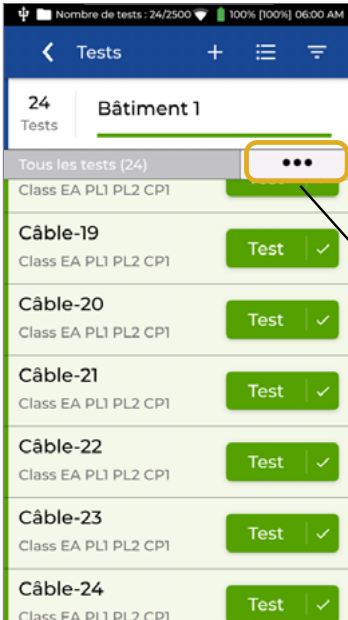 Nombre de tests : 24/2500 100% [100%] 06:00 AM
Tests
24 Tests
Bâtiment 1
Tous les tests (24)
Class EA PL1 PL2 CP1
Câble-19
Class EA PL1 PL2 CP1
Test
Câble-20
Class EA PL1 PL2 CP1
Test
Câble-21
Class EA PL1 PL2 CP1
Test
Câble-22
Class EA PL1 PL2 CP1
Test
Câble-23
Class EA PL1 PL2 CP1
Test
Câble-24
Class EA PL1 PL2 CP1
Test